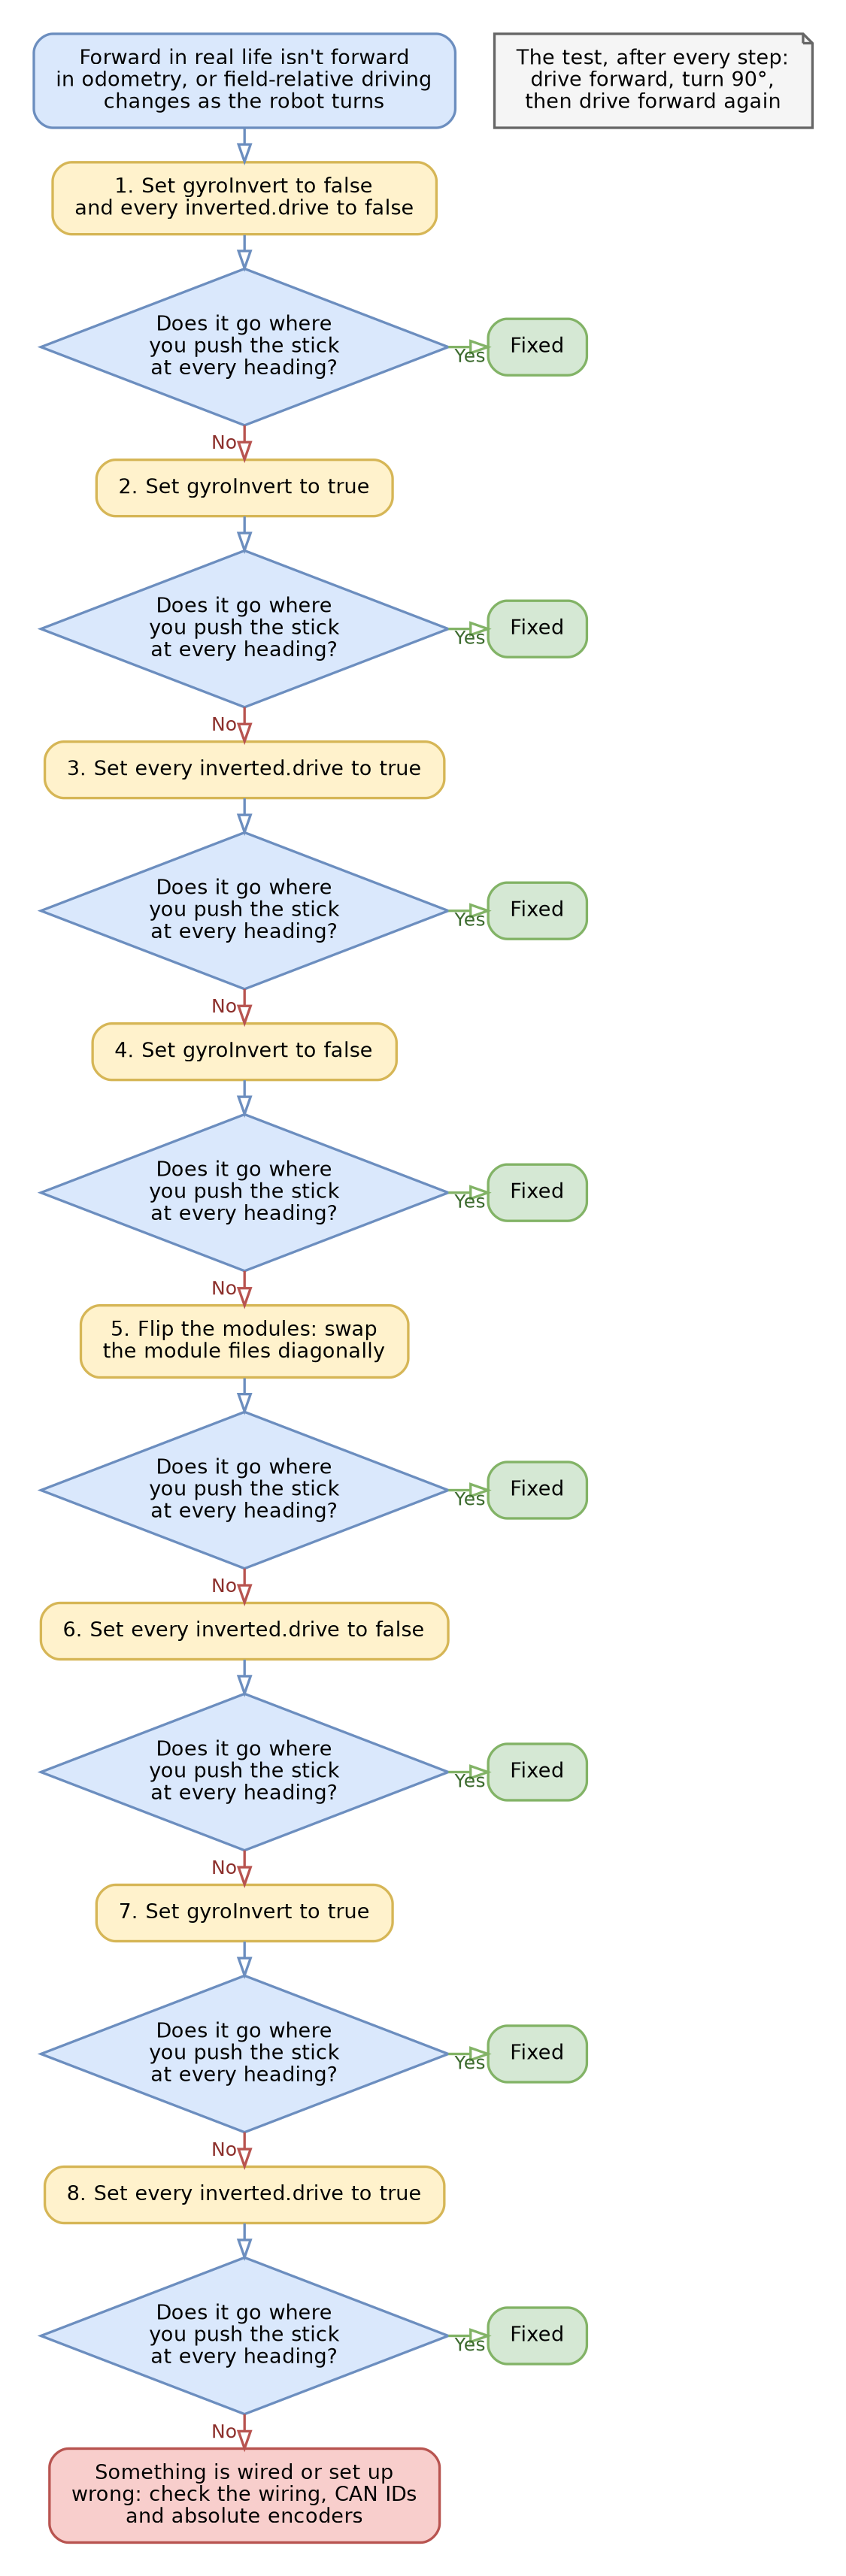 Forward in real life isn't forward
in odometry, or field-relative driving
changes as the robot turns
The test, after every step:
drive forward, turn 90°,
then drive forward again
1. Set gyroInvert to false
and every inverted.drive to false
Does it go where
you push the stick
at every heading?
Yes
Fixed
No
2. Set gyroInvert to true
Does it go where
you push the stick
at every heading?
Yes
Fixed
No
3. Set every inverted.drive to true
Does it go where
you push the stick
at every heading?
Yes
Fixed
No
4. Set gyroInvert to false
Does it go where
you push the stick
at every heading?
Yes
Fixed
No
5. Flip the modules: swap
the module files diagonally
Does it go where
you push the stick
at every heading?
Yes
Fixed
No
6. Set every inverted.drive to false
Does it go where
you push the stick
at every heading?
Yes
Fixed
No
7. Set gyroInvert to true
Does it go where
you push the stick
at every heading?
Yes
Fixed
No
8. Set every inverted.drive to true
Does it go where
you push the stick
at every heading?
Yes
Fixed
No
Something is wired or set up
wrong: check the wiring, CAN IDs
and absolute encoders